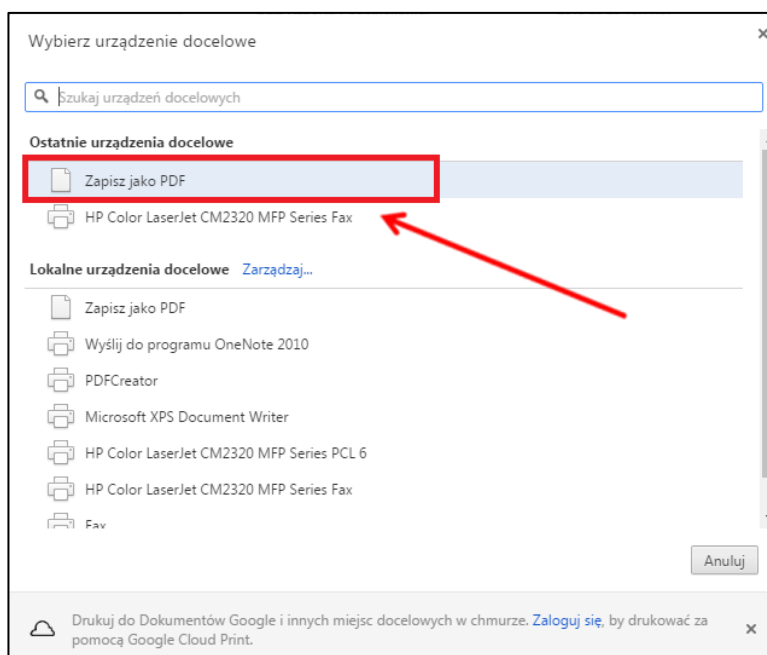 Wybierz urządzenie docelowe
Szukaj urządzeń docelowych
Ostatnie urządzenia docelowe
Zapisz jako PDF
HP Color LaserJet CM2320 MFP Series Fax
Lokalne urządzenia docelowe Zarządzaj...
Zapisz jako PDF
Wyślij do programu OneNote 2010
PDFCreator
Microsoft XPS Document Writer
HP Color LaserJet CM2320 MFP Series PCL 6
HP Color LaserJet CM2320 MFP Series Fax
Fax
Anuluj
Drukuj do Dokumentów Google i innych miejsc docelowych w chmurze. Zaloguj się, by drukować za
pomocą Google Cloud Print.